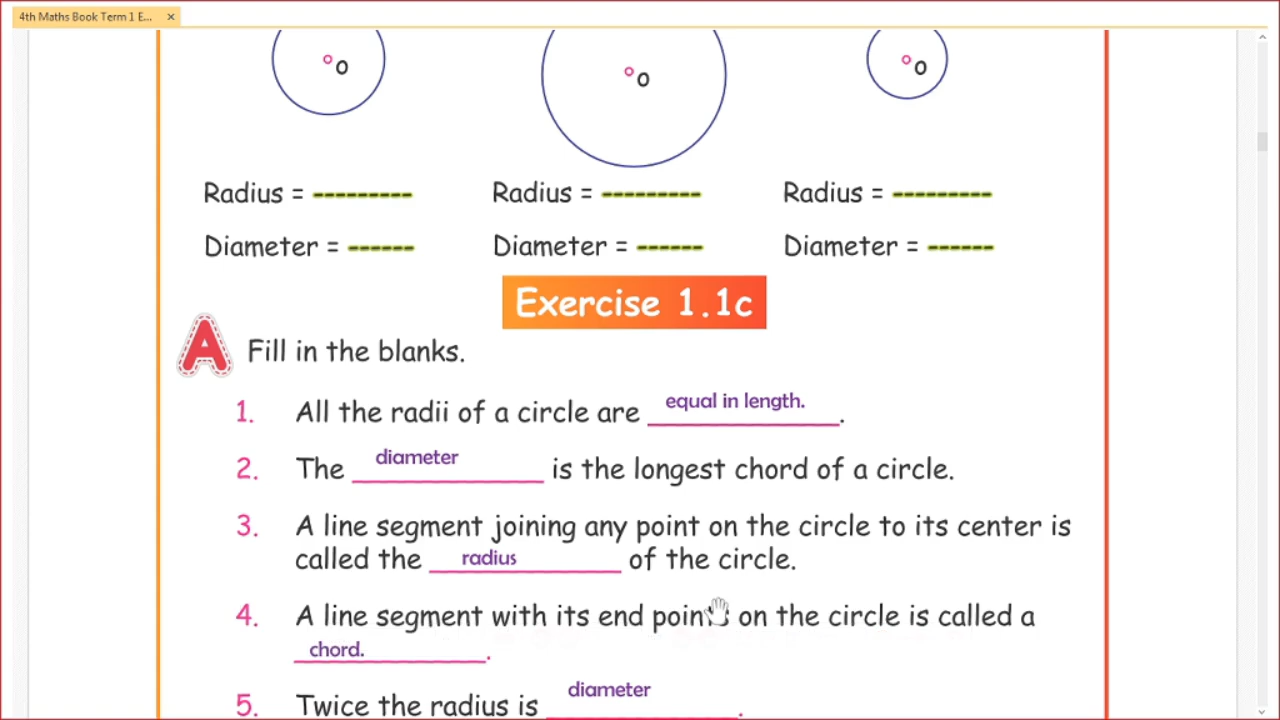 4th Maths Book Term 1 E... ×
o o o
Radius = --------- Radius = --------- Radius = ---------
Diameter = ------ Diameter = ------ Diameter = ------
Exercise 1.1c
A Fill in the blanks.
1. All the radii of a circle are equal in length. .
2. The diameter is the longest chord of a circle.
3. A line segment joining any point on the circle to its center is
called the radius of the circle.
4. A line segment with its end points on the circle is called a
chord. .
5. Twice the radius is diameter .